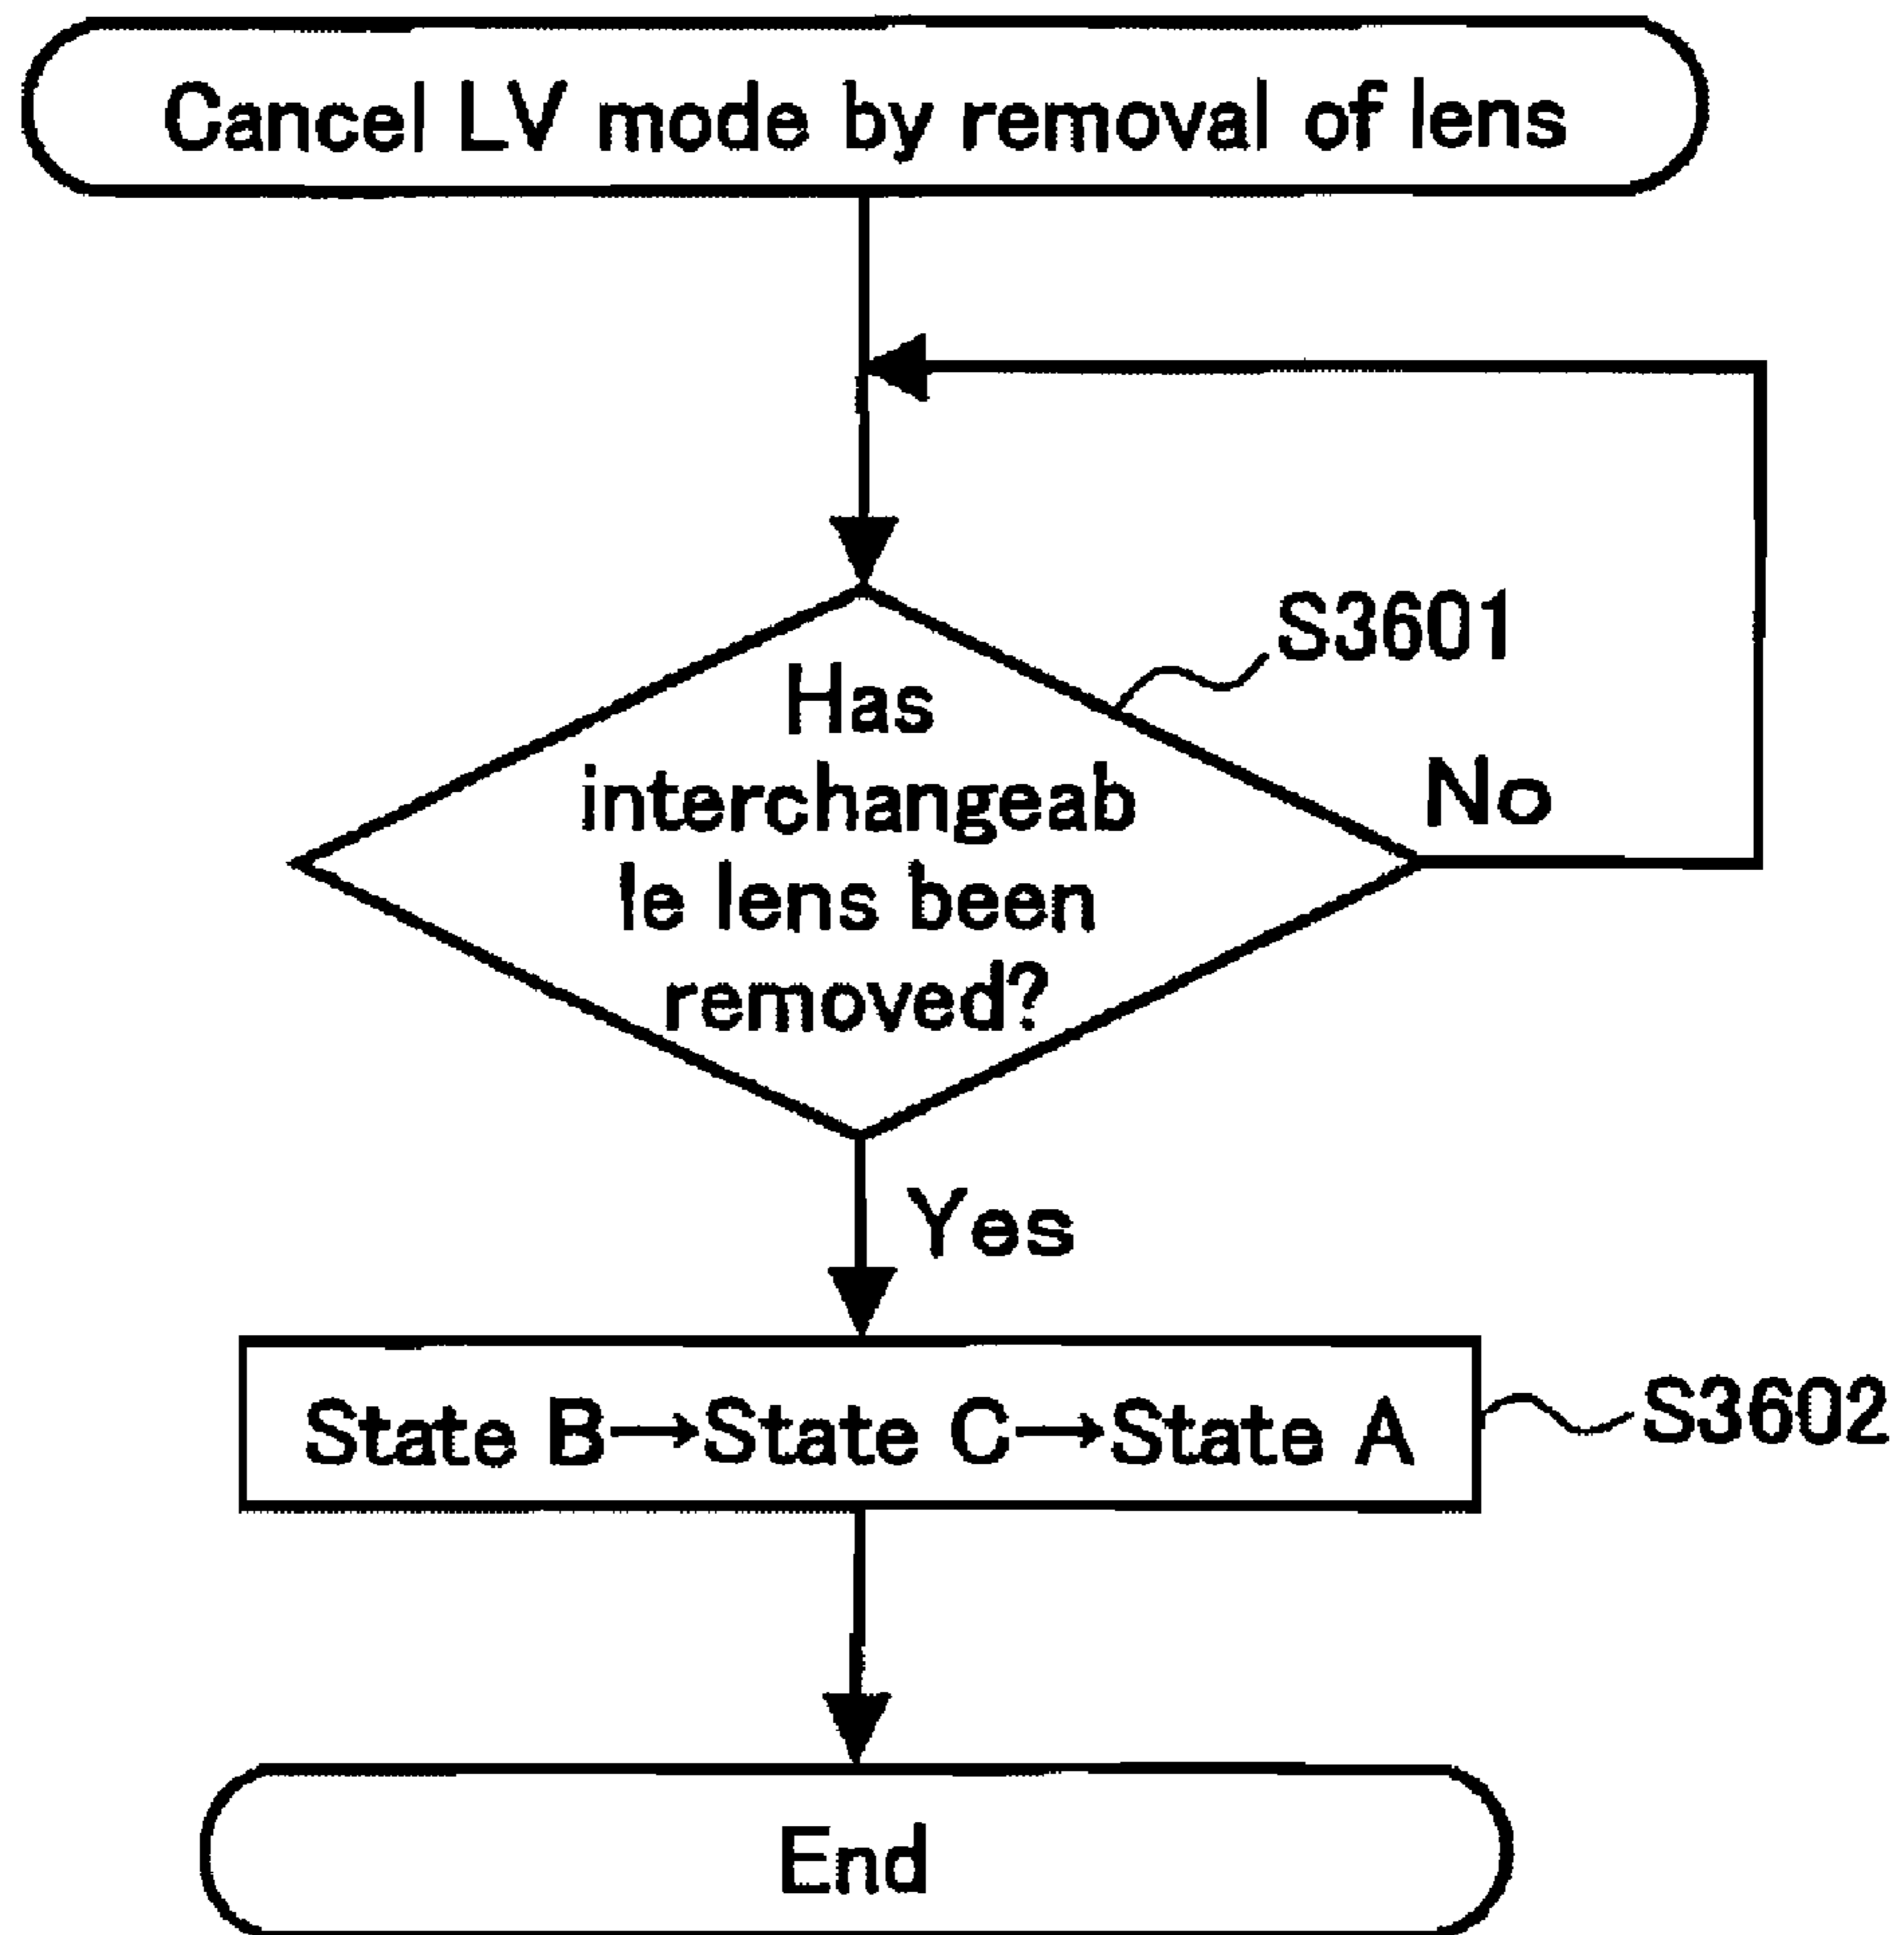 Cancel LV mode by removal of lens
S3601
Has
interchangeab
le lens been
removed?
No
Yes
State B→State C→State A
S3602
End